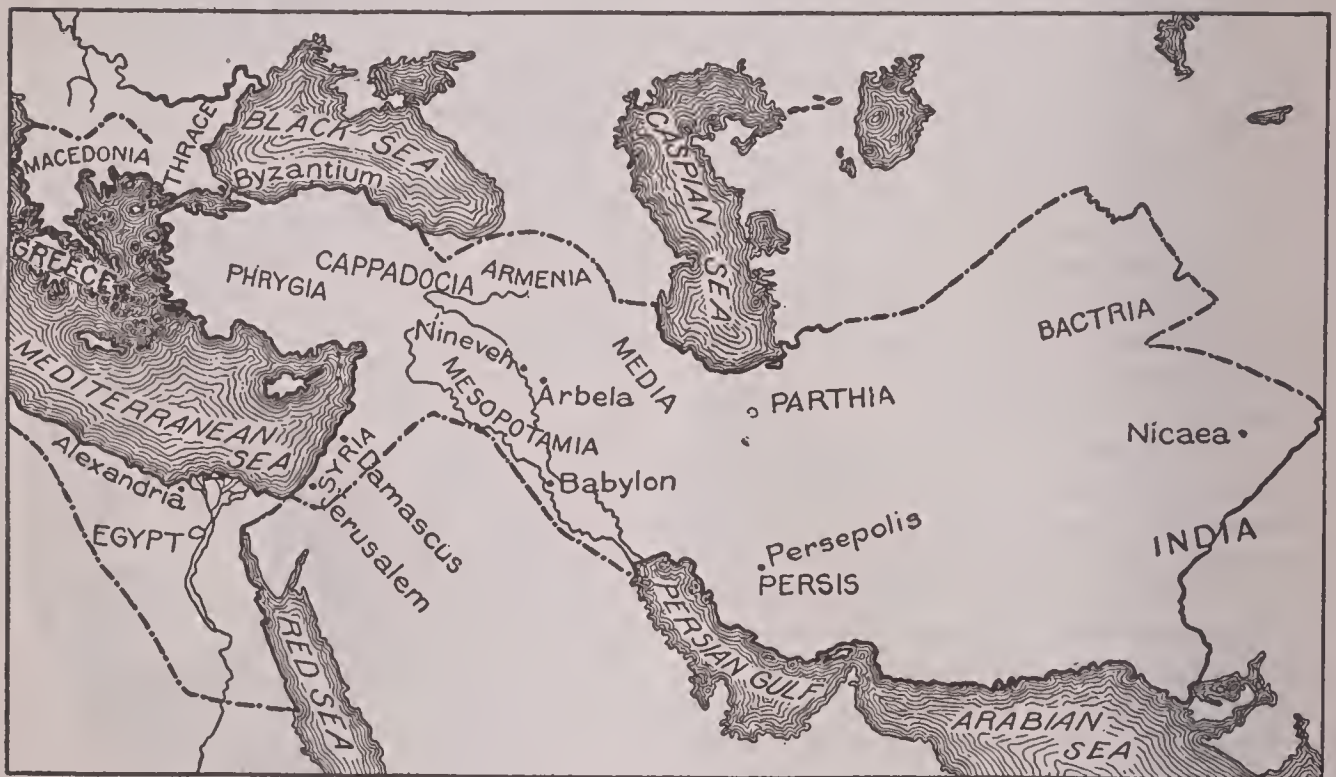 BLACK SEA
THRACE
MACEDONIA
Byzantium
CASPIAN SEA
GREECE
PHRYGIA
CAPPADOCIA
ARMENIA
BACTRIA
Nineveh
MEDIA
MESOPOTAMIA
Arbela
PARTHIA
MEDITERRANEAN
SEA
Nicaea
Alexandria
SYRIA
Damascus
Jerusalem
Babylon
EGYPT
Persepolis
PERSIS
INDIA
RED SEA
PERSIAN GULF
ARABIAN
SEA